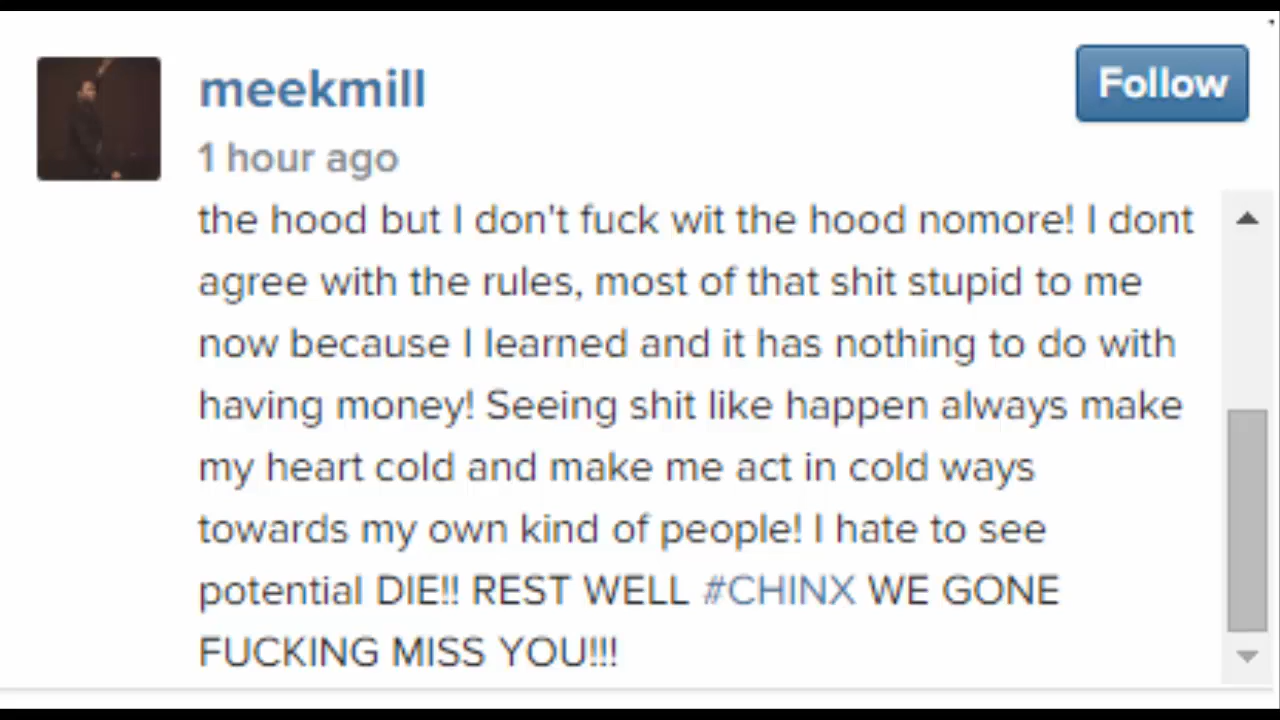 meekmill
Follow
1 hour ago
the hood but I don't fuck wit the hood nomore! I dont
agree with the rules, most of that shit stupid to me
now because I learned and it has nothing to do with
having money! Seeing shit like happen always make
my heart cold and make me act in cold ways
towards my own kind of people! I hate to see
potential DIE!! REST WELL #CHINX WE GONE
FUCKING MISS YOU!!!